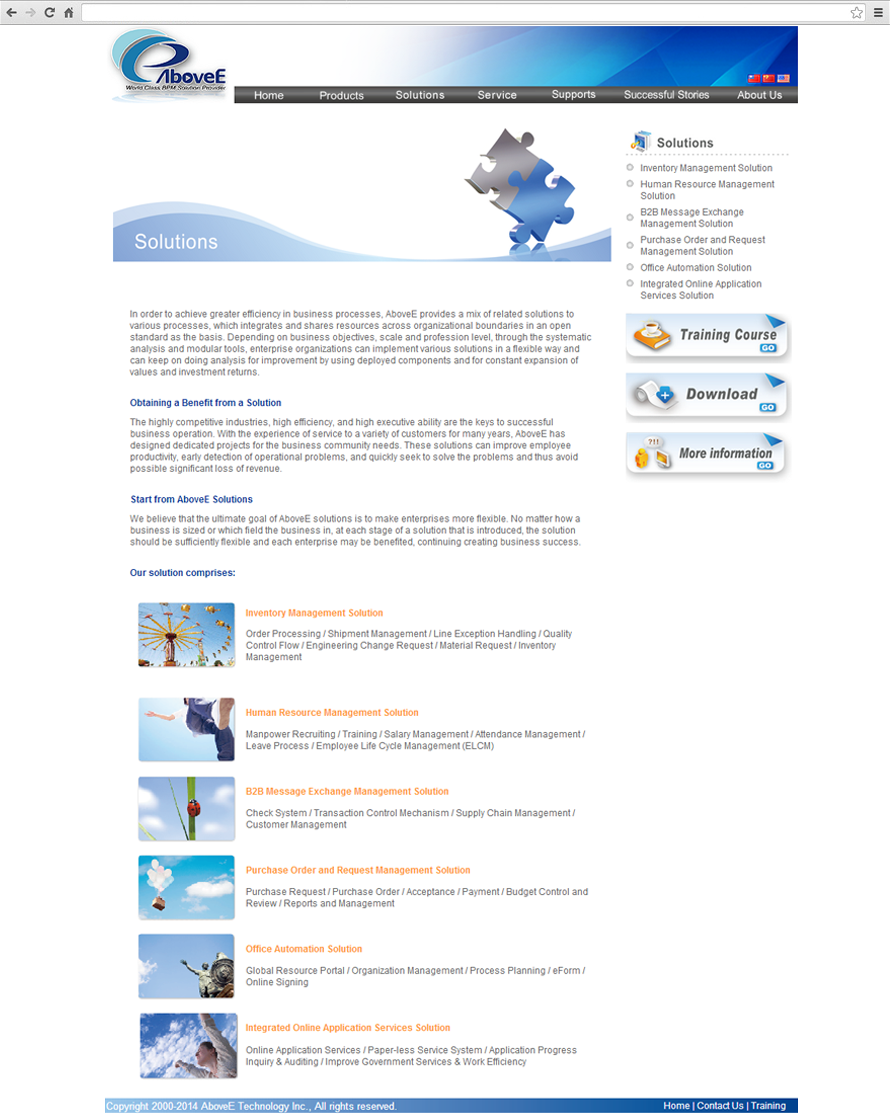 AboveE
World Class BPM Solution Provider
Home
Products
Solutions
Service
Supports
Successful Stories
About Us
Solutions
In order to achieve greater efficiency in business processes, AboveE provides a mix of related solutions to
various processes, which integrates and shares resources across organizational boundaries in an open
standard as the basis. Depending on business objectives, scale and profession level, through the systematic
analysis and modular tools, enterprise organizations can implement various solutions in a flexible way and
can keep on doing analysis for improvement by using deployed components and for constant expansion of
values and investment returns.
Obtaining a Benefit from a Solution
The highly competitive industries, high efficiency, and high executive ability are the keys to successful
business operation. With the experience of service to a variety of customers for many years, AboveE has
designed dedicated projects for the business community needs. These solutions can improve employee
productivity, early detection of operational problems, and quickly seek to solve the problems and thus avoid
possible significant loss of revenue.
Start from AboveE Solutions
We believe that the ultimate goal of AboveE solutions is to make enterprises more flexible. No matter how a
business is sized or which field the business in, at each stage of a solution that is introduced, the solution
should be sufficiently flexible and each enterprise may be benefited, continuing creating business success.
Our solution comprises:
Inventory Management Solution
Order Processing / Shipment Management / Line Exception Handling / Quality
Control Flow / Engineering Change Request / Material Request / Inventory
Management
Human Resource Management Solution
Manpower Recruiting / Training / Salary Management / Attendance Management /
Leave Process / Employee Life Cycle Management (ELCM)
B2B Message Exchange Management Solution
Check System / Transaction Control Mechanism / Supply Chain Management /
Customer Management
Purchase Order and Request Management Solution
Purchase Request / Purchase Order / Acceptance / Payment / Budget Control and
Review / Reports and Management
Office Automation Solution
Global Resource Portal / Organization Management / Process Planning / eForm /
Online Signing
Integrated Online Application Services Solution
Online Application Services / Paper-less Service System / Application Progress
Inquiry & Auditing / Improve Government Services & Work Efficiency
Solutions
Inventory Management Solution
Human Resource Management
Solution
B2B Message Exchange
Management Solution
Purchase Order and Request
Management Solution
Office Automation Solution
Integrated Online Application
Services Solution
Training Course
GO
Download
GO
?!!
More information
GO
Copyright 2000-2014 AboveE Technology Inc., All rights reserved.
Home | Contact Us | Training